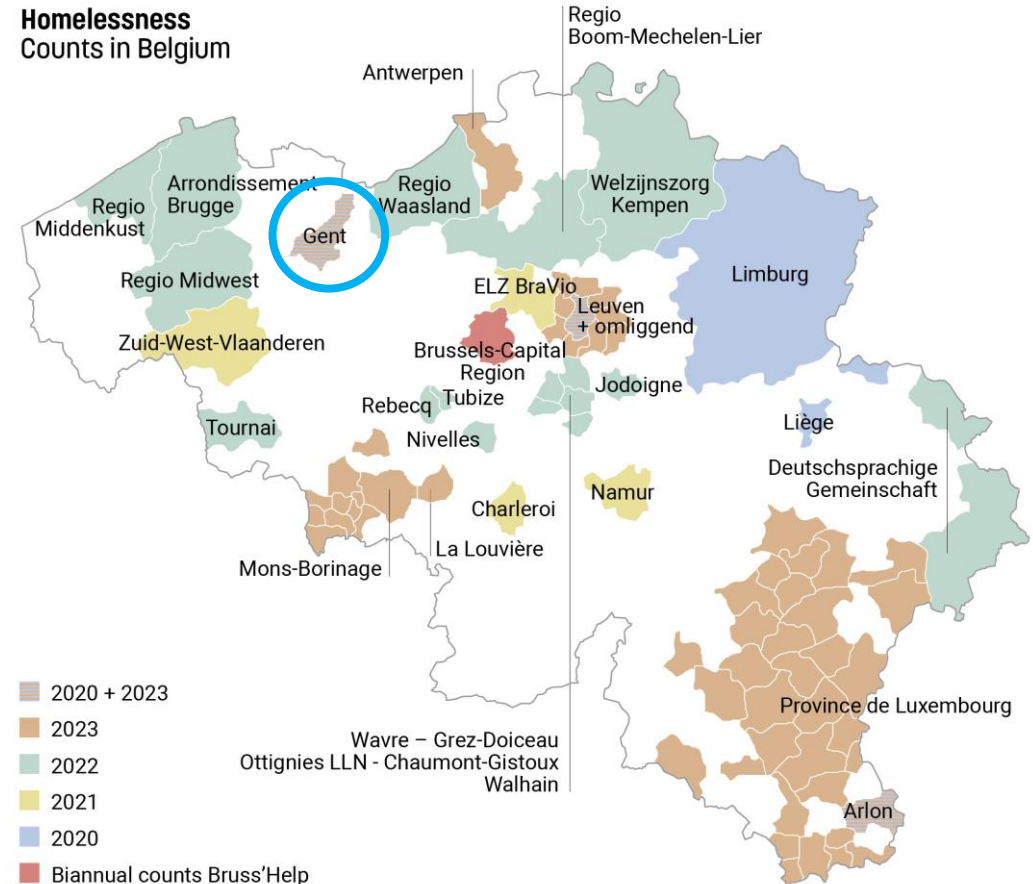 Homelessness
Counts in Belgium
Regio
Boom-Mechelen-Lier
Antwerpen
Arrondissement
Brugge
Regio
Middenkust
Regio
Waasland
Welzijnszorg
Kempen
Gent
Regio Midwest
ELZ BraVio
Limburg
Leuven
+ omliggend
Zuid-West-Vlaanderen
Brussels-Capital
Region
Jodoigne
Rebecq
Tubize
Tournai
Nivelles
Liège
Deutschsprachige
Gemeinschaft
Namur
Charleroi
La Louvière
Mons-Borinage
Province de Luxembourg
Wavre – Grez-Doiceau
Ottignies LLN - Chaumont-Gistoux
Walhain
Arlon
2020 + 2023
2023
2022
2021
2020
Biannual counts Bruss'Help